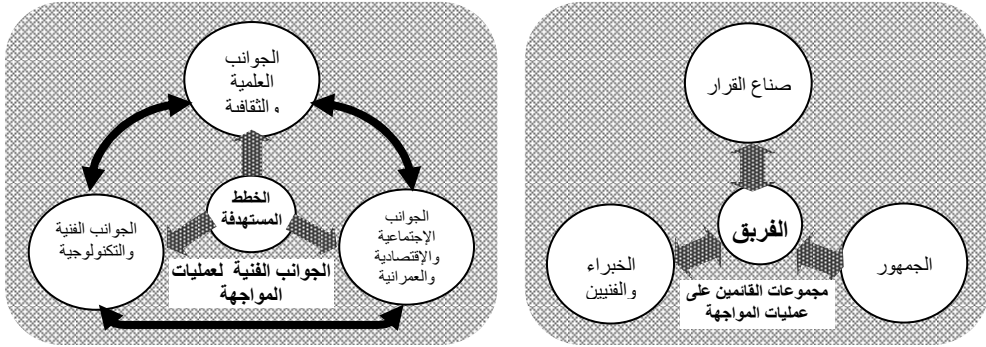 صناع القرار
الفريق
الخبراء
والفنيين
الجمهور
مجموعات القائمين على
عمليات المواجهة
الجوانب
العلمية
والثقافية
الخطط
المستهدفة
الجوانب الفنية
والتكنولوجية
الجوانب
الإجتماعية
والإقتصادية
والعمرانية
الجوانب الفنية لعمليات
المواجهة